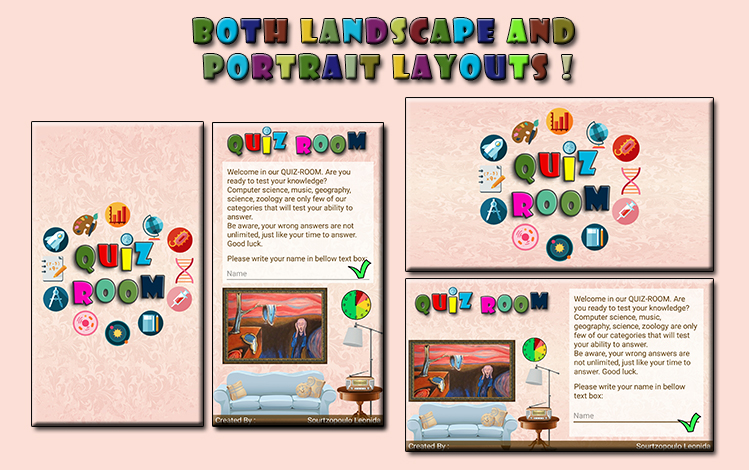 BOTH LANDSCAPE AND
PORTRAIT LAYOUTS !
QUIZ
ROOM
QUIZ ROOM
Welcome in our QUIZ-ROOM. Are you
ready to test your knowledge?
Computer science, music, geography,
science, zoology are only few of our
categories that will test your ability to
answer.
Be aware, your wrong answers are not
unlimited, just like your time to answer.
Good luck.
Please write your name in bellow text box:
Name
Created By :
Sourtzopoulo Leonida
QUIZ
ROOM
QUIZ ROOM
Welcome in our QUIZ-ROOM. Are you
ready to test your knowledge?
Computer science, music,
geography, science, zoology are only
few of our categories that will test
your ability to answer.
Be aware, your wrong answers are
not unlimited, just like your time to
answer. Good luck.
Please write your name in bellow
text box:
Name
Created By :
Sourtzopoulo Leonida